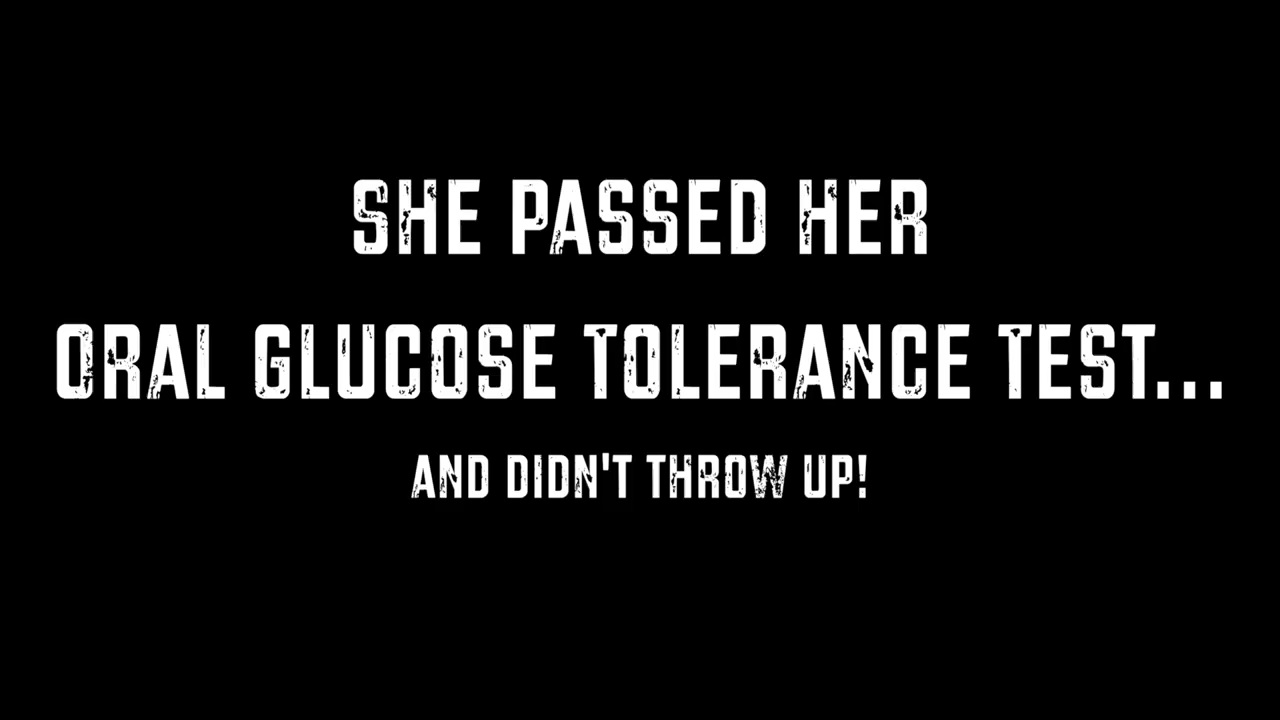 SHE PASSED HER
ORAL GLUCOSE TOLERANCE TEST...
AND DIDN'T THROW UP!